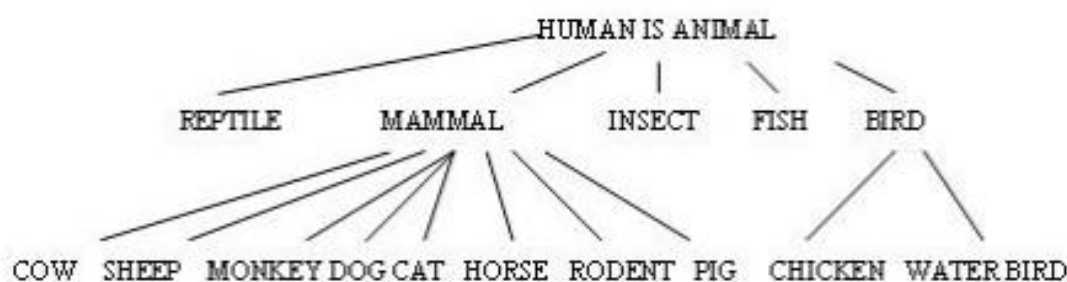 HUMAN IS ANIMAL
REPTILE MAMMAL INSECT FISH BIRD
COW SHEEP MONKEY DOG CAT HORSE RODENT PIG CHICKEN WATER BIRD